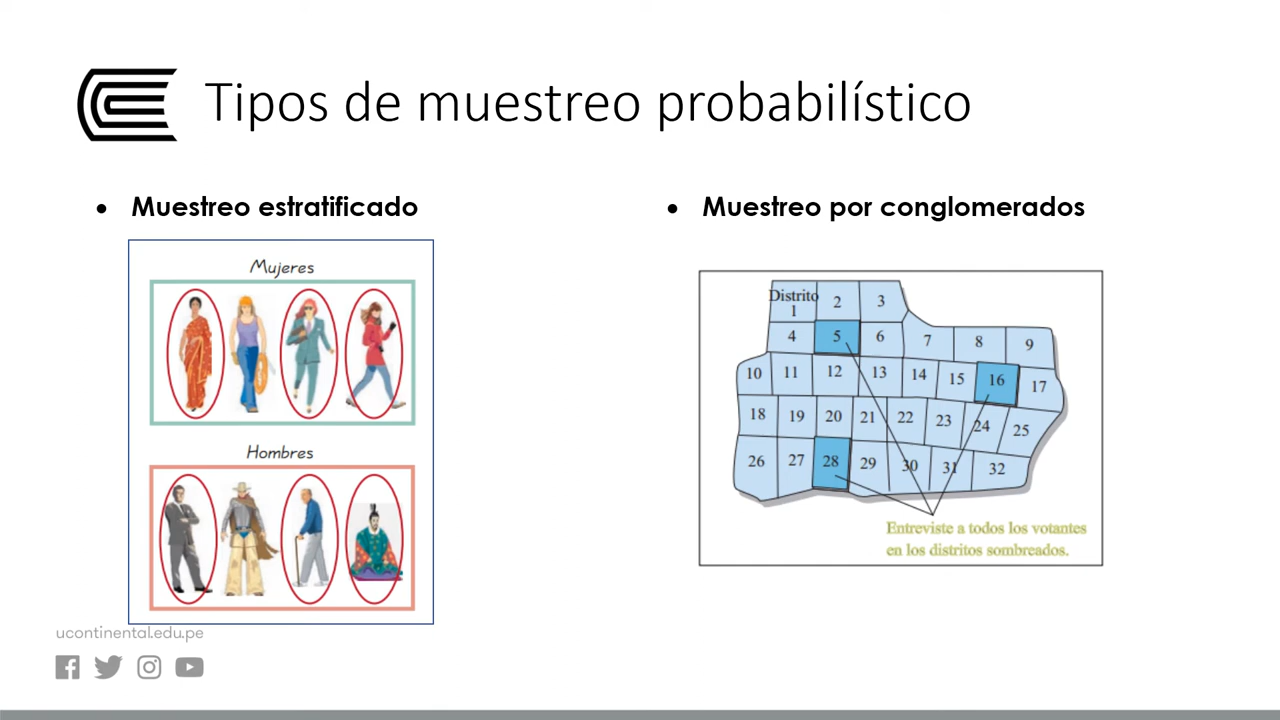 Tipos de muestreo probabilístico
• Muestreo estratificado
Mujeres
Hombres
• Muestreo por conglomerados
Distrito
1 2 3
4 5 6 7 8 9
10 11 12 13 14 15 16 17
18 19 20 21 22 23 24 25
26 27 28 29 30 31 32
Entreviste a todos los votantes
en los distritos sombreados.
ucontinental.edu.pe